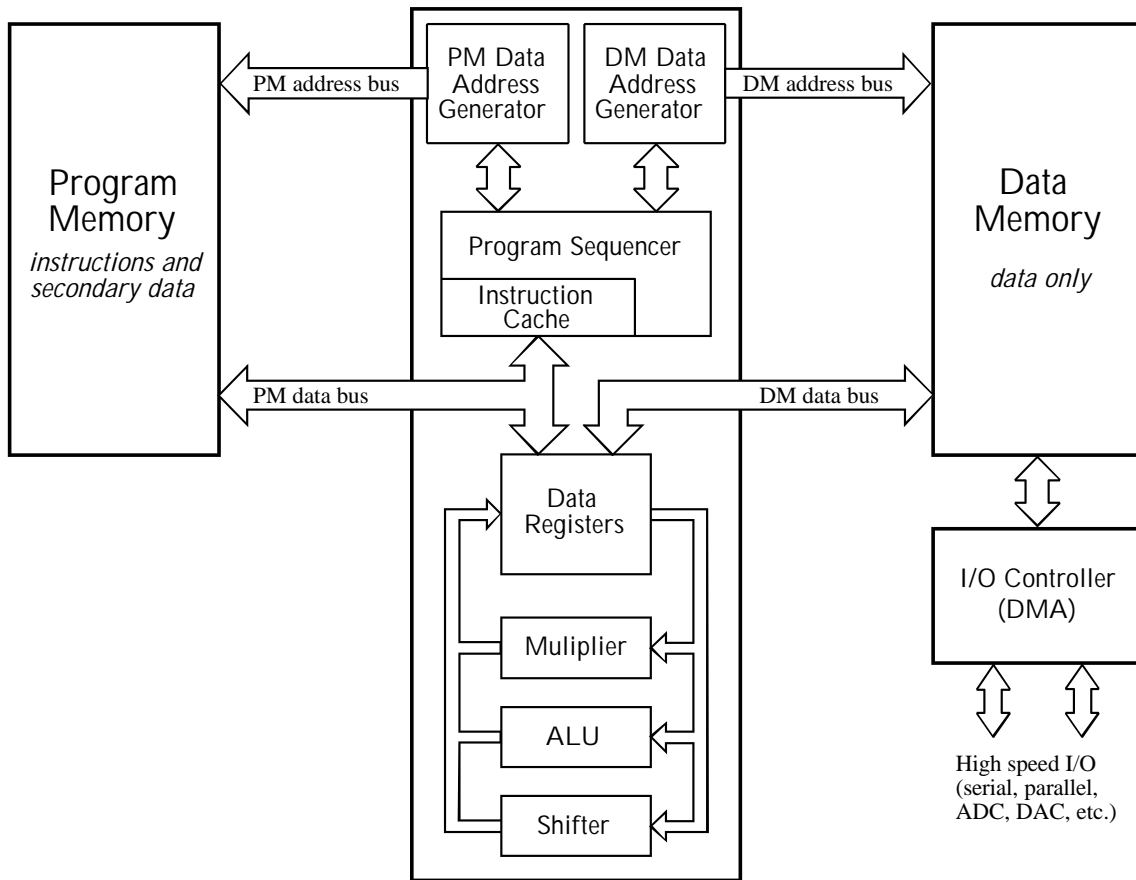 PM Data
Address
Generator
DM Data
Address
Generator
PM address bus
DM address bus
Program
Memory
instructions and
secondary data
Program Sequencer
Instruction
Cache
Data
Memory
data only
PM data bus
DM data bus
Data
Registers
Muliplier
ALU
Shifter
I/O Controller
(DMA)
High speed I/O
(serial, parallel,
ADC, DAC, etc.)